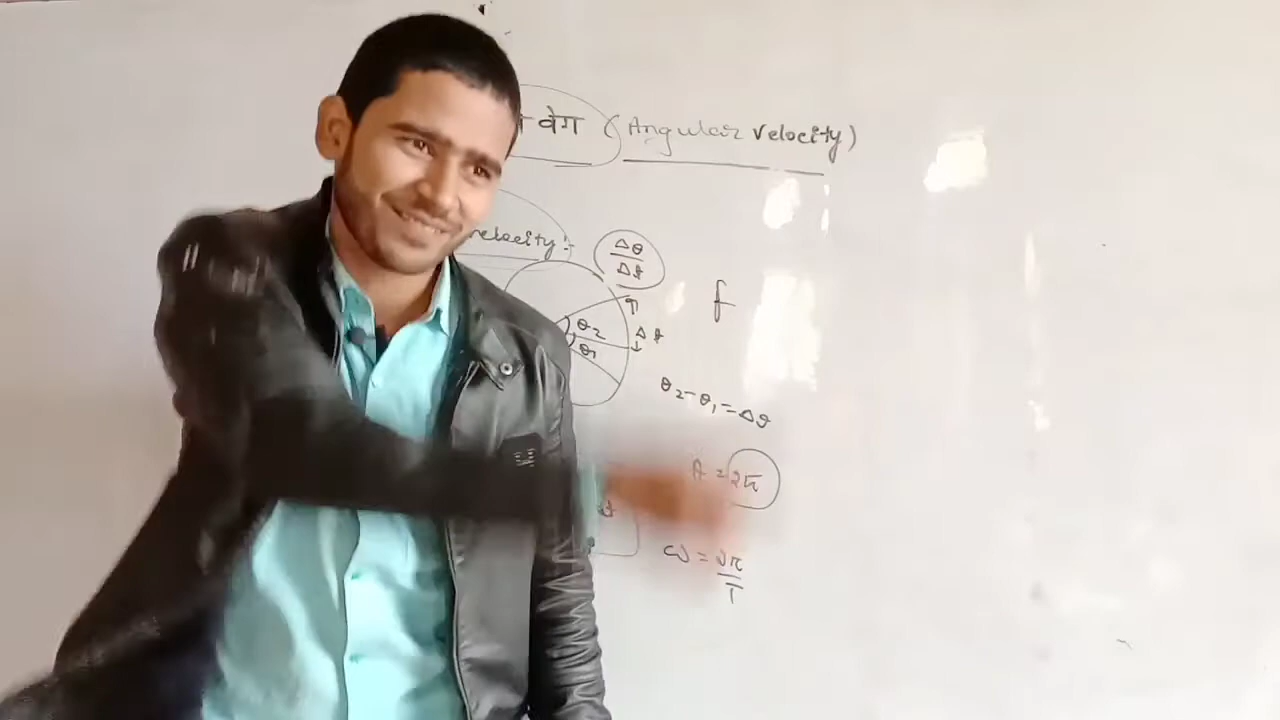 वेग (Angular Velocity)
velocity :-
Δθ
Δt
f
θ2
θ1
Δt
θ2 - θ1 = Δθ
A = 2π
ω = 2π
T